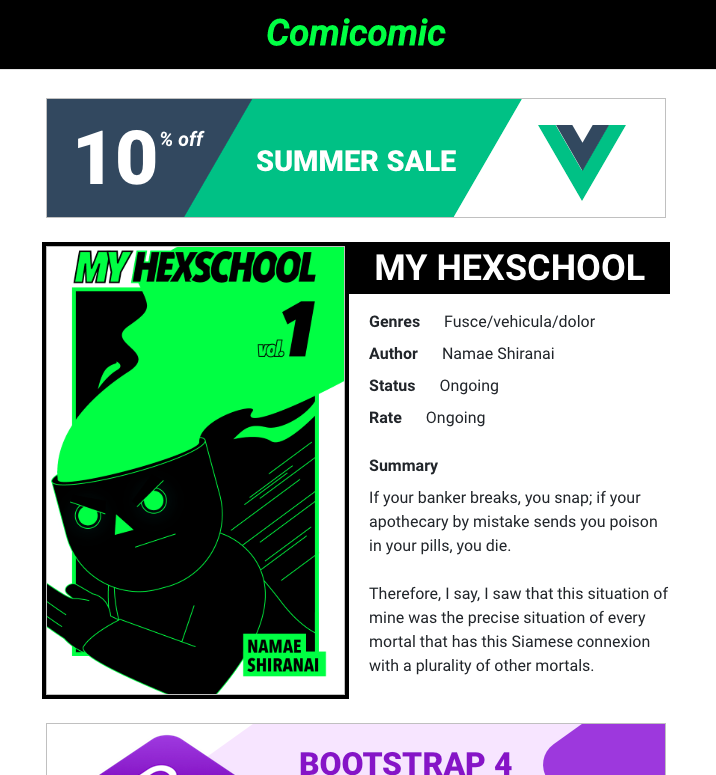 Comicomic
10% off
SUMMER SALE
MY HEXSCHOOL
vol. 1
NAMAE
SHIRANAI
MY HEXSCHOOL
Genres Fusce/vehicula/dolor
Author Namae Shiranai
Status Ongoing
Rate Ongoing
Summary
If your banker breaks, you snap; if your
apothecary by mistake sends you poison
in your pills, you die.
Therefore, I say, I saw that this situation of
mine was the precise situation of every
mortal that has this Siamese connexion
with a plurality of other mortals.
BOOTSTRAP 4